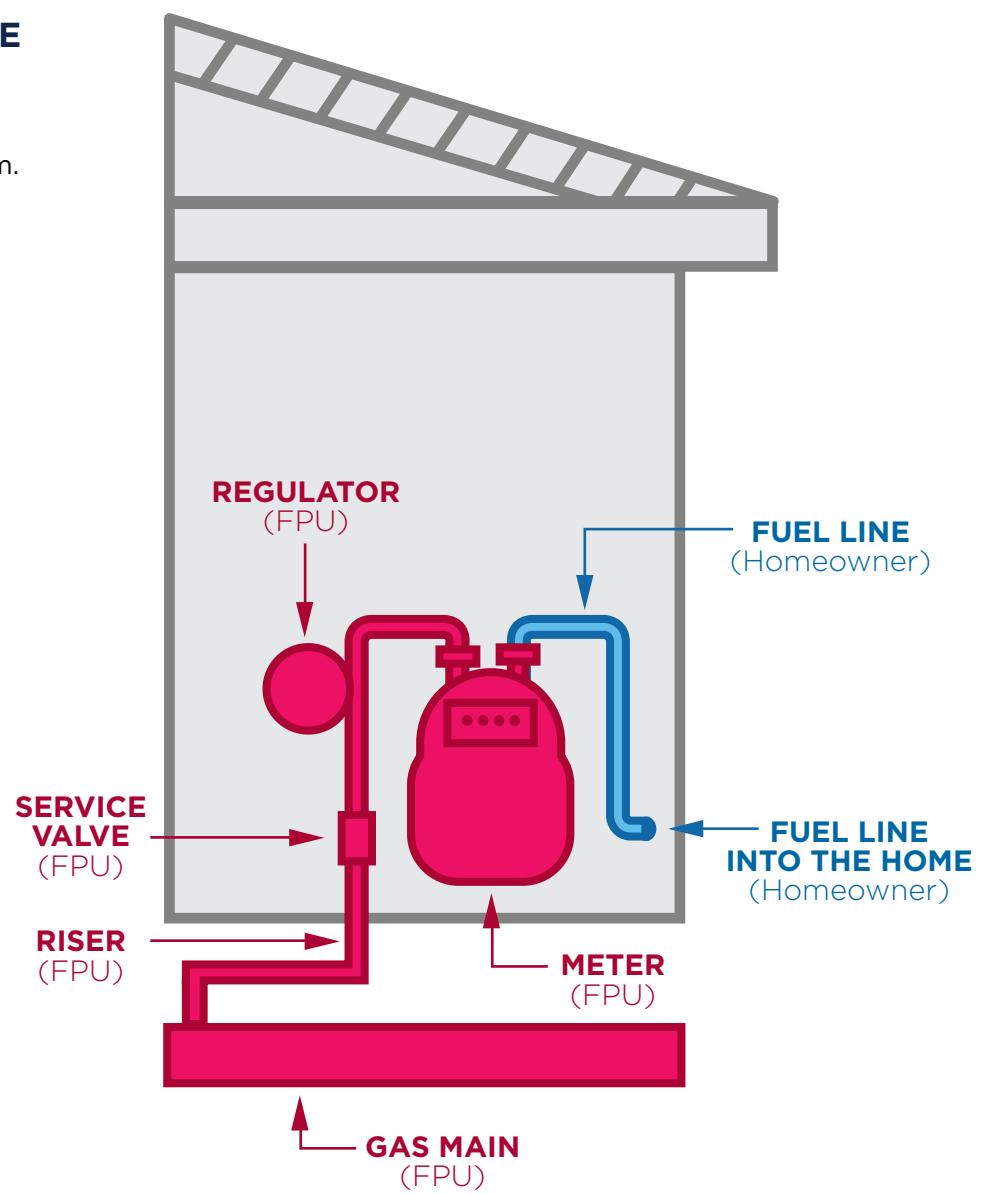 E
m.
REGULATOR
(FPU)
FUEL LINE
(Homeowner)
SERVICE
VALVE
(FPU)
FUEL LINE
INTO THE HOME
(Homeowner)
RISER
(FPU)
METER
(FPU)
GAS MAIN
(FPU)